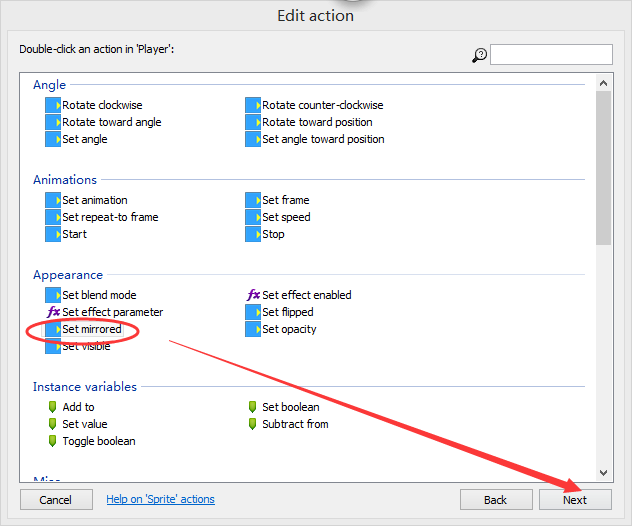 Edit action
Double-click an action in 'Player':
Angle
Rotate clockwise Rotate counter-clockwise
Rotate toward angle Rotate toward position
Set angle Set angle toward position
Animations
Set animation Set frame
Set repeat-to frame Set speed
Start Stop
Appearance
Set blend mode fx Set effect enabled
fx Set effect parameter Set flipped
Set mirrored Set opacity
Set visible
Instance variables
Add to Set boolean
Set value Subtract from
Toggle boolean
Cancel Help on 'Sprite' actions Back Next